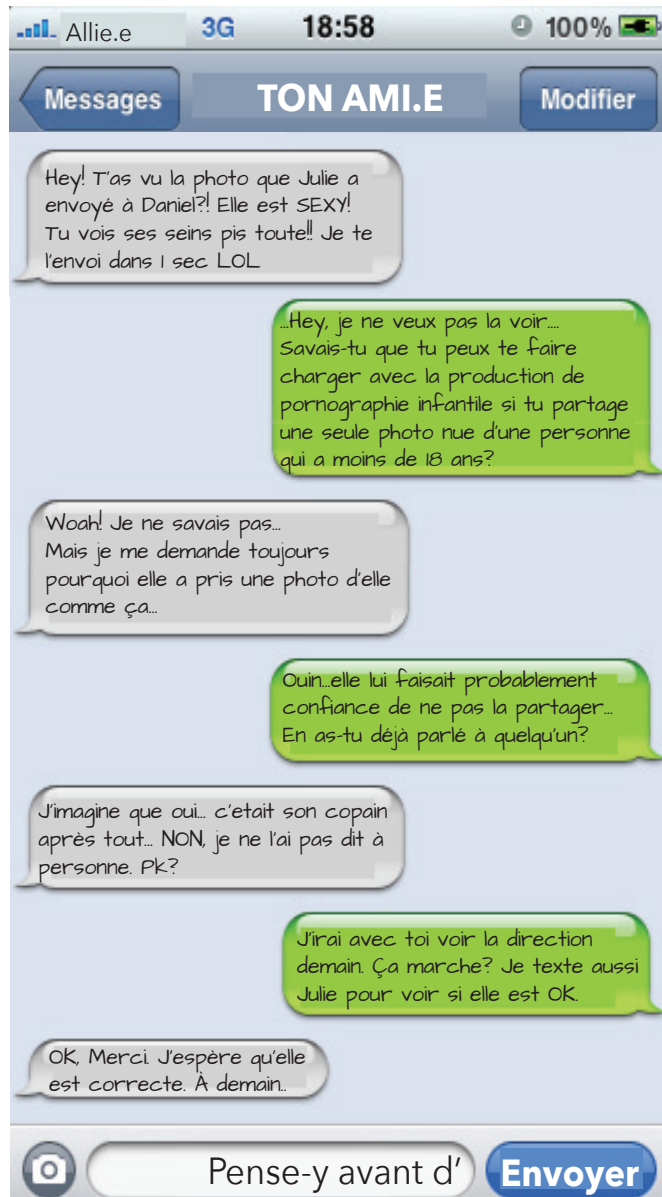 Allie.e 3G 18:58 100%
Messages TON AMI.E Modifier
Hey! T'as vu la photo que Julie a
envoyé à Daniel?! Elle est SEXY!
Tu vois ses seins pis toute!! Je te
l'envoi dans 1 sec LOL
...Hey, je ne veux pas la voir....
Savais-tu que tu peux te faire
charger avec la production de
pornographie infantile si tu partage
une seule photo nue d'une personne
qui a moins de 18 ans?
Woah! Je ne savais pas...
Mais je me demande toujours
pourquoi elle a pris une photo d'elle
comme ça...
Ouin...elle lui faisait probablement
confiance de ne pas la partager...
En as-tu déjà parlé à quelqu'un?
J'imagine que oui... c'etait son copain
après tout... NON, je ne l'ai pas dit à
personne. Pk?
J'irai avec toi voir la direction
demain. Ça marche? Je texte aussi
Julie pour voir si elle est OK.
OK, Merci. J'espère qu'elle
est correcte. À demain..
Pense-y avant d' Envoyer